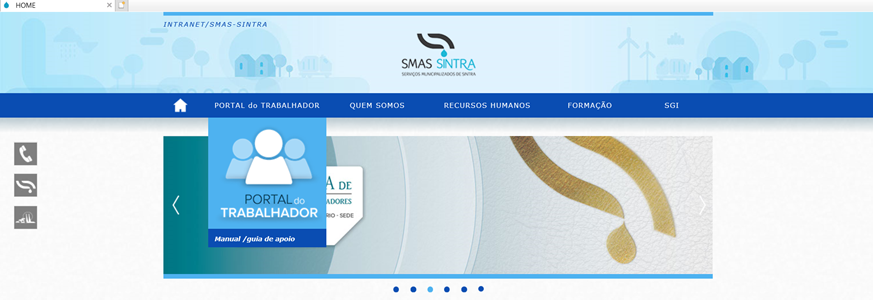 HOME
INTRANET/SMAS-SINTRA
SMAS SINTRA
SERVIÇOS MUNICIPALIZADOS DE SINTRA
PORTAL do TRABALHADOR QUEM SOMOS RECURSOS HUMANOS FORMAÇÃO SGI
PORTAL do
TRABALHADOR
Manual /guia de apoio
A DE
ADORES
RIO - SEDE